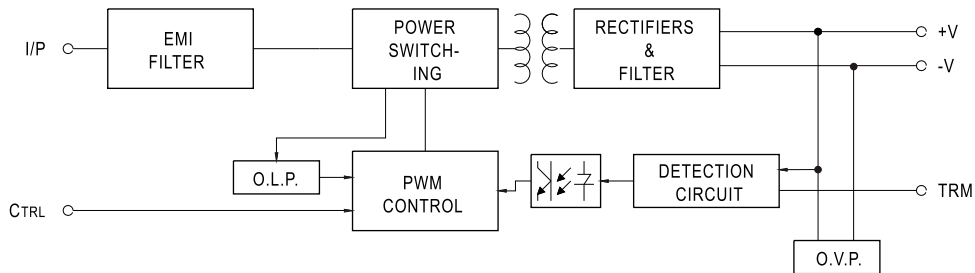 I/P
EMI
FILTER
POWER
SWITCH-
ING
RECTIFIERS
&
FILTER
+V
-V
O.L.P.
PWM
CONTROL
DETECTION
CIRCUIT
TRM
CTRL
O.V.P.